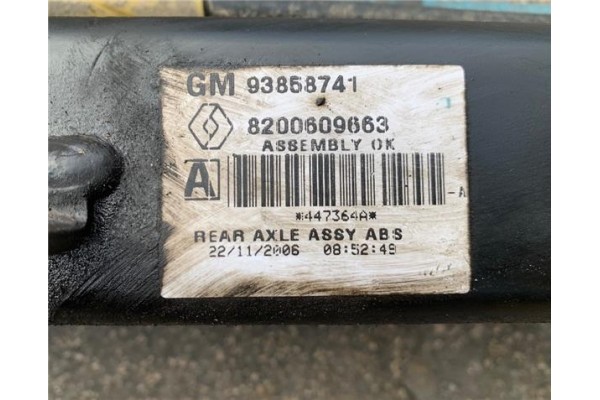 GM 93858741
8200609663
ASSEMBLY OK
A
-A
*447364A*
REAR AXLE ASSY ABS
22/11/2006 08:52:49